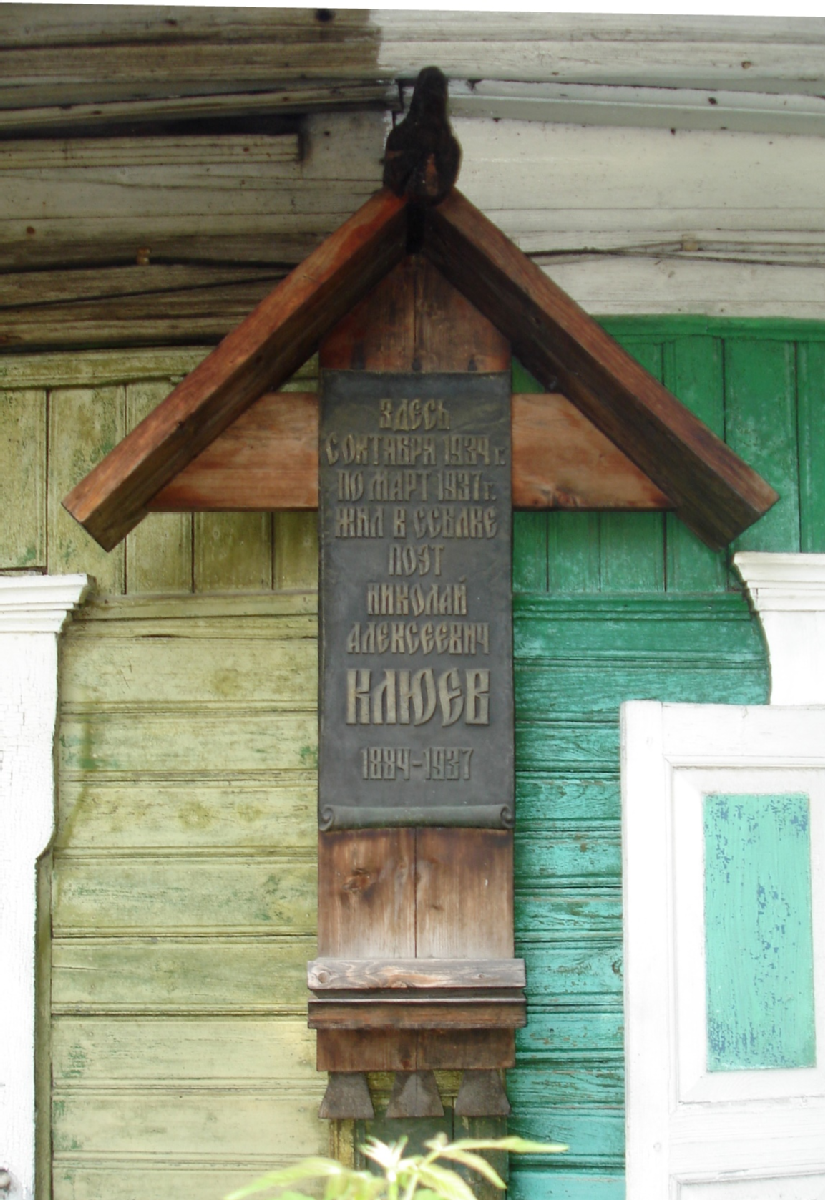 ЗДЕСЬ
С ОКТЯБРЯ 1934 г.
ПО МАРТ 1937 г.
ЖИЛ В ССЫЛКЕ
ПОЭТ
НИКОЛАЙ
АЛЕКСЕЕВИЧ
КЛЮЕВ
1884–1937